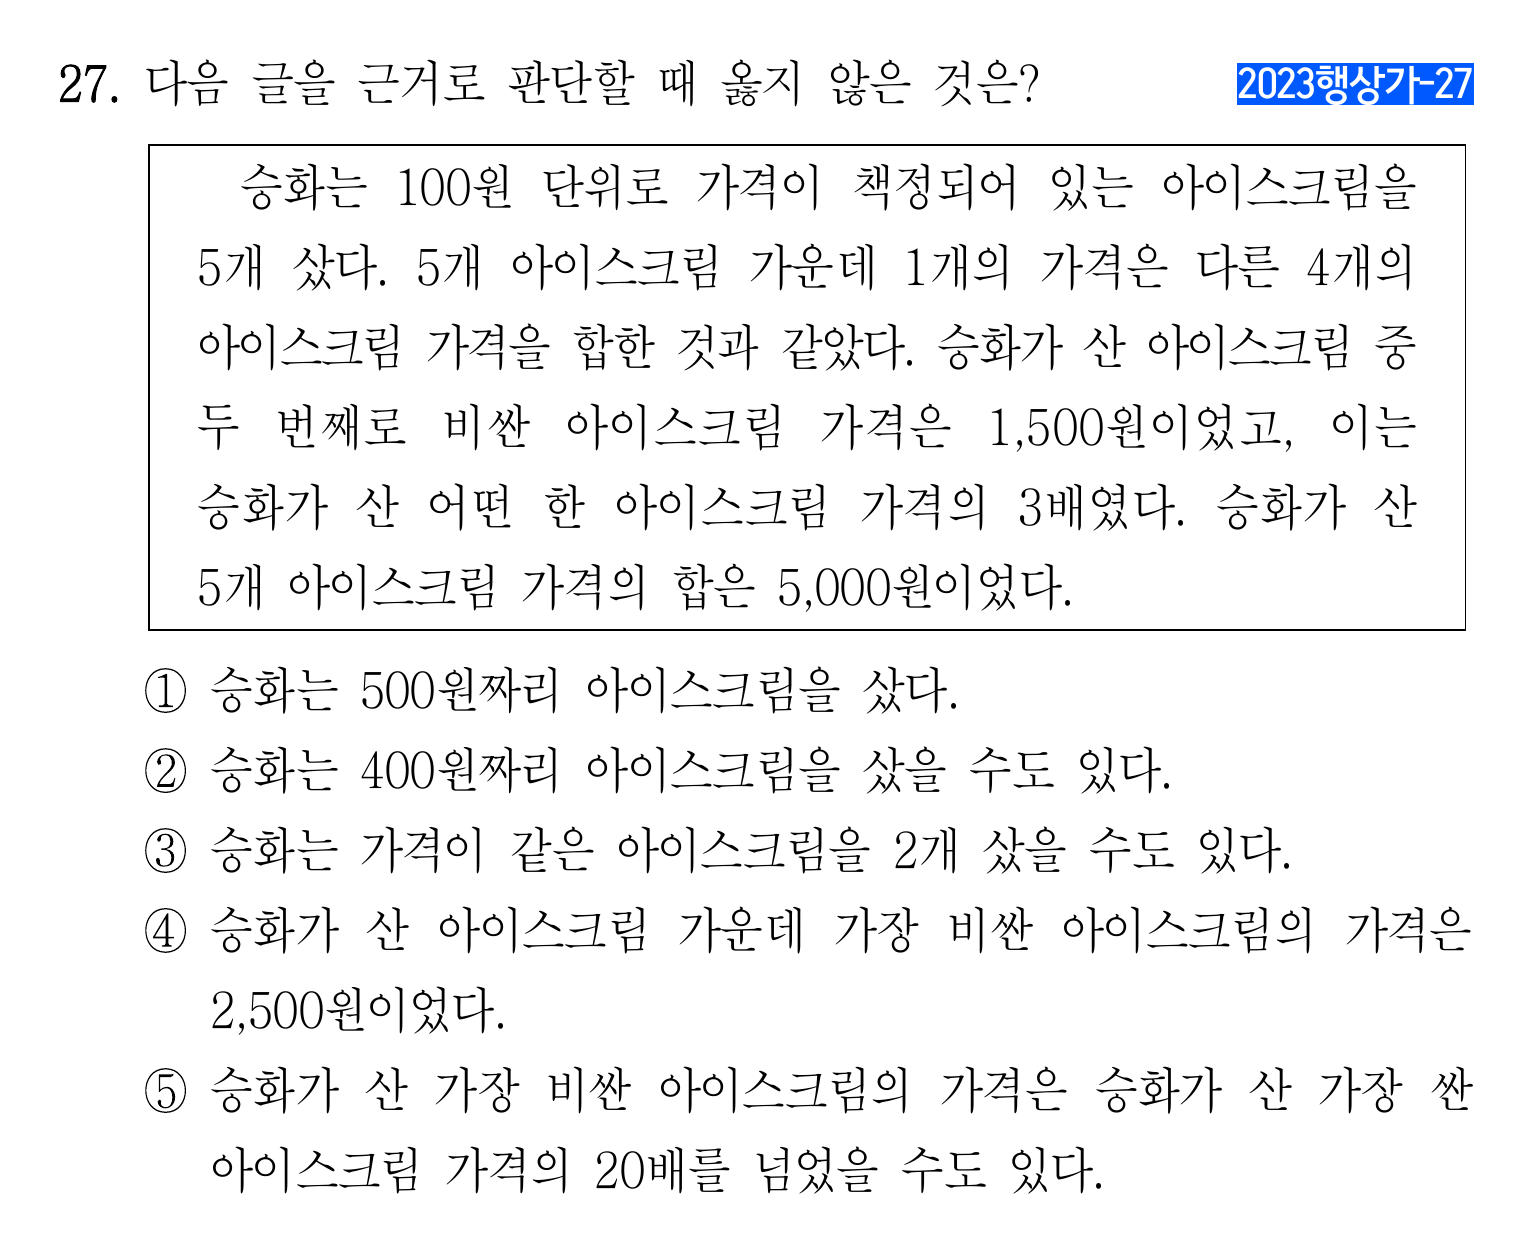 27. 다음 글을 근거로 판단할 때 옳지 않은 것은?
2023행상가-27
승화는 100원 단위로 가격이 책정되어 있는 아이스크림을
5개 샀다. 5개 아이스크림 가운데 1개의 가격은 다른 4개의
아이스크림 가격을 합한 것과 같았다. 승화가 산 아이스크림 중
두 번째로 비싼 아이스크림 가격은 1,500원이었고, 이는
승화가 산 어떤 한 아이스크림 가격의 3배였다. 승화가 산
5개 아이스크림 가격의 합은 5,000원이었다.
① 승화는 500원짜리 아이스크림을 샀다.
② 승화는 400원짜리 아이스크림을 샀을 수도 있다.
③ 승화는 가격이 같은 아이스크림을 2개 샀을 수도 있다.
④ 승화가 산 아이스크림 가운데 가장 비싼 아이스크림의 가격은
2,500원이었다.
⑤ 승화가 산 가장 비싼 아이스크림의 가격은 승화가 산 가장 싼
아이스크림 가격의 20배를 넘었을 수도 있다.